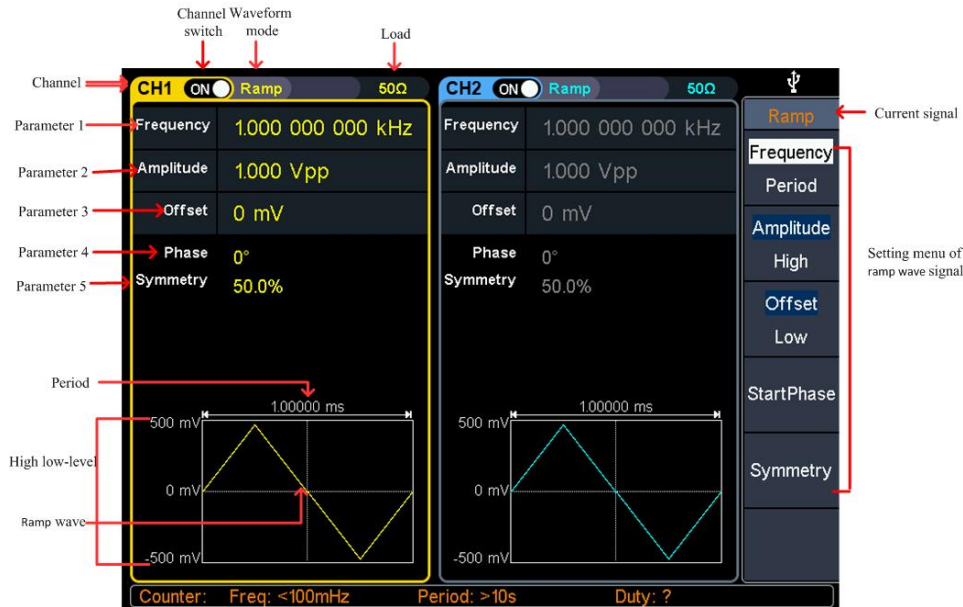 Channel Waveform
switch mode
Load
Channel
CH1 ON Ramp 50Ω
CH2 ON Ramp 50Ω
Parameter 1
Frequency 1.000 000 000 kHz
Frequency 1.000 000 000 kHz
Ramp
Current signal
Parameter 2
Amplitude 1.000 Vpp
Amplitude 1.000 Vpp
Frequency
Period
Parameter 3
Offset 0 mV
Offset 0 mV
Amplitude
High
Parameter 4
Phase 0°
Phase 0°
Setting menu of
ramp wave signal
Parameter 5
Symmetry 50.0%
Symmetry 50.0%
Offset
Low
StartPhase
Symmetry
Period
1.00000 ms
1.00000 ms
500 mV
500 mV
High low-level
0 mV
0 mV
Ramp wave
-500 mV
-500 mV
Counter: Freq: <100mHz Period: >10s Duty: ?